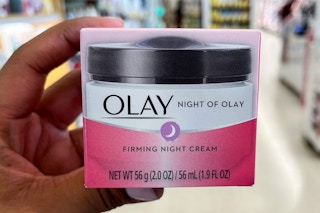 OLAY NIGHT OF OLAY
FIRMING NIGHT CREAM
NET WT 56 g (2.0 OZ) / 56 mL (1.9 FL OZ)